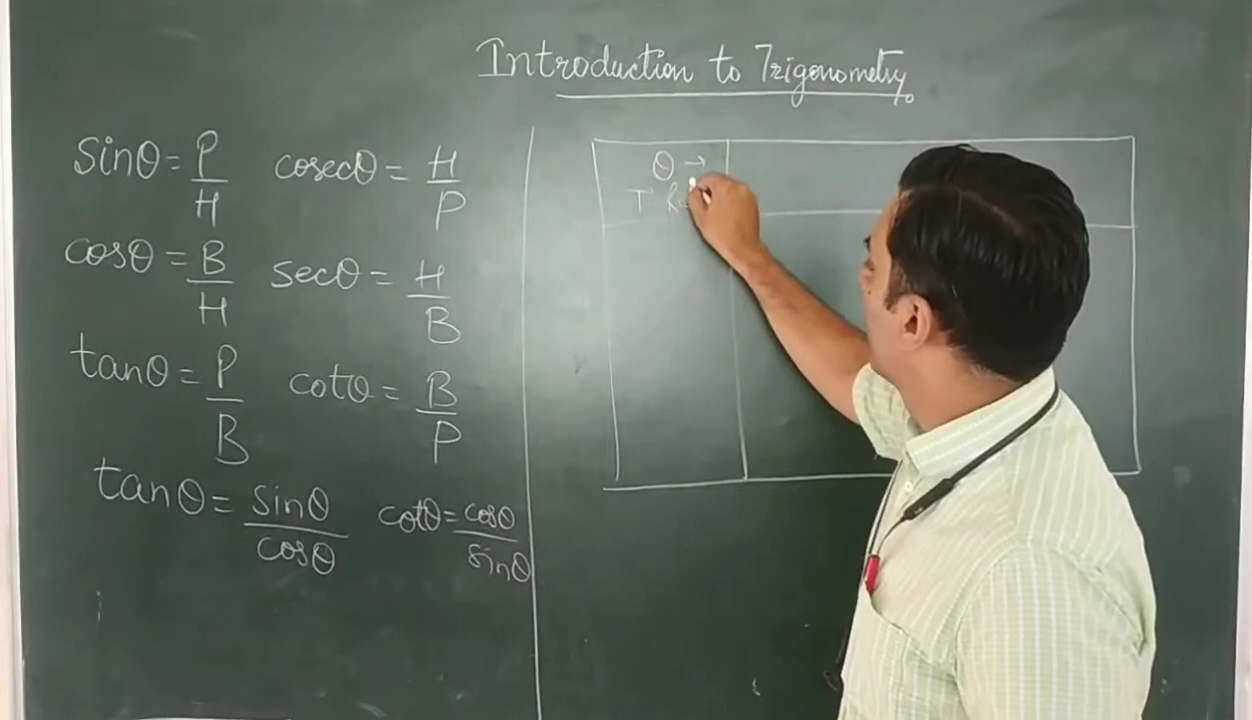 Introduction to Trigonometry
sinθ = P/H cosecθ = H/P
cosθ = B/H secθ = H/B
tanθ = P/B cotθ = B/P
tanθ = sinθ/cosθ cotθ = cosθ/sinθ
θ →
T